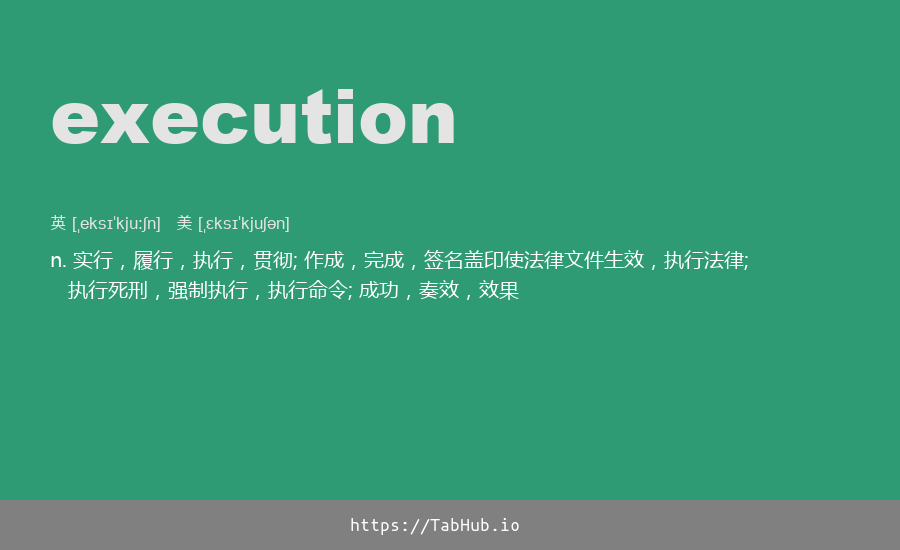 execution
英 [ˌeksɪˈkjuːʃn] 美 [ˌɛksɪˈkjuʃən]
n. 实行，履行，执行，贯彻; 作成，完成，签名盖印使法律文件生效，执行法律;
执行死刑，强制执行，执行命令; 成功，奏效，效果
https://TabHub.io